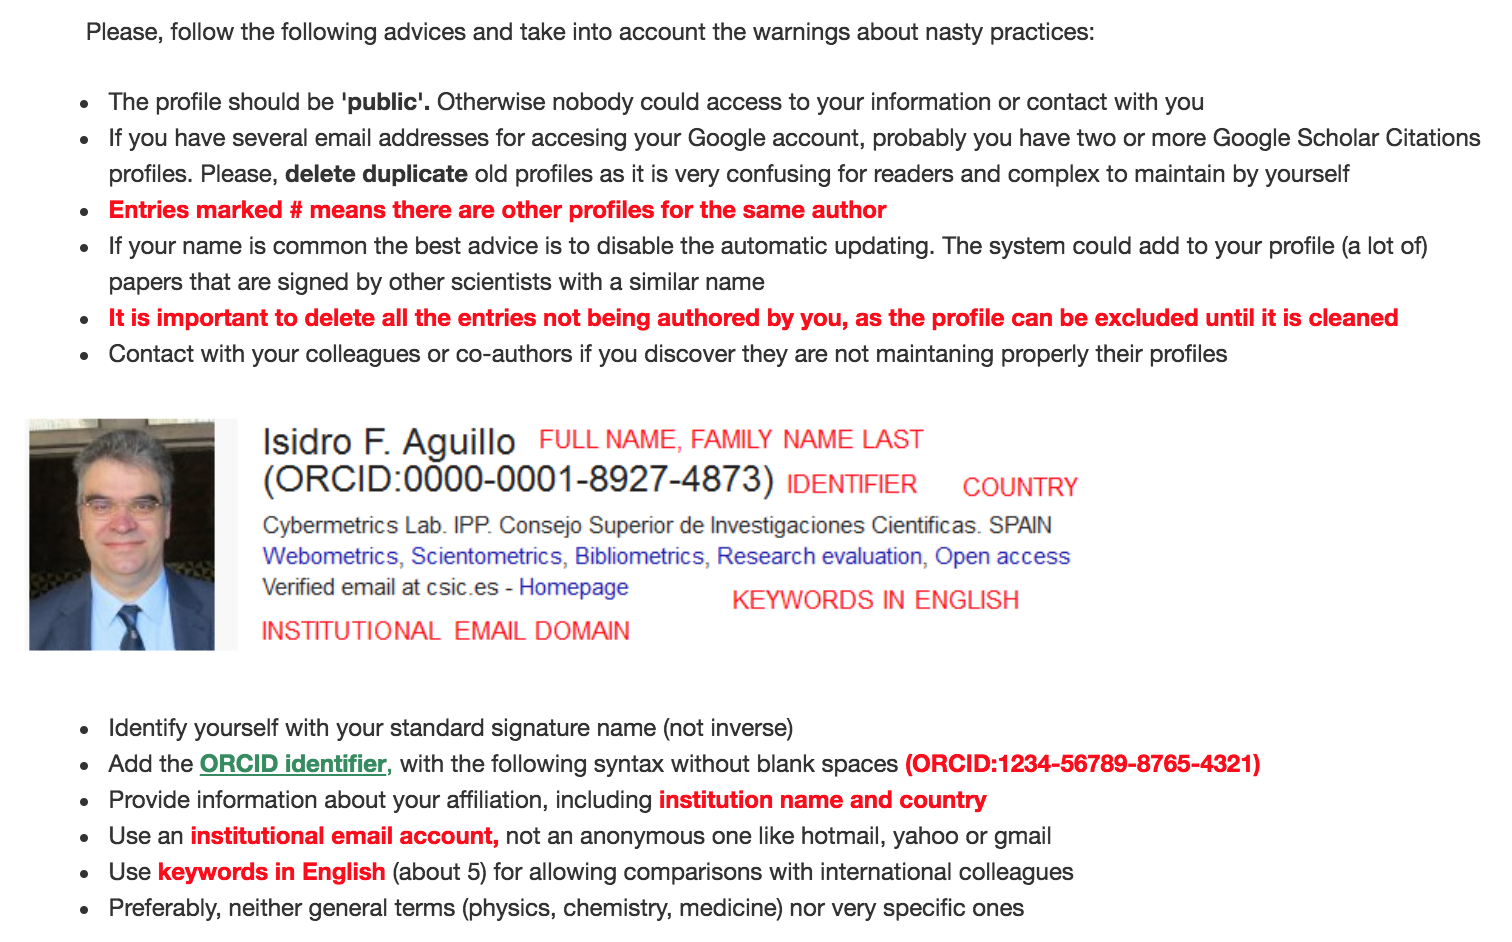 Please, follow the following advices and take into account the warnings about nasty practices:
The profile should be 'public'. Otherwise nobody could access to your information or contact with you
If you have several email addresses for accesing your Google account, probably you have two or more Google Scholar Citations
profiles. Please, delete duplicate old profiles as it is very confusing for readers and complex to maintain by yourself
Entries marked # means there are other profiles for the same author
If your name is common the best advice is to disable the automatic updating. The system could add to your profile (a lot of)
papers that are signed by other scientists with a similar name
It is important to delete all the entries not being authored by you, as the profile can be excluded until it is cleaned
Contact with your colleagues or co-authors if you discover they are not maintaning properly their profiles
Isidro F. Aguillo FULL NAME, FAMILY NAME LAST
(ORCID:0000-0001-8927-4873) IDENTIFIER COUNTRY
Cybermetrics Lab. IPP. Consejo Superior de Investigaciones Cientificas. SPAIN
Webometrics, Scientometrics, Bibliometrics, Research evaluation, Open access
Verified email at csic.es - Homepage
KEYWORDS IN ENGLISH
INSTITUTIONAL EMAIL DOMAIN
Identify yourself with your standard signature name (not inverse)
Add the ORCID identifier, with the following syntax without blank spaces (ORCID:1234-56789-8765-4321)
Provide information about your affiliation, including institution name and country
Use an institutional email account, not an anonymous one like hotmail, yahoo or gmail
Use keywords in English (about 5) for allowing comparisons with international colleagues
Preferably, neither general terms (physics, chemistry, medicine) nor very specific ones